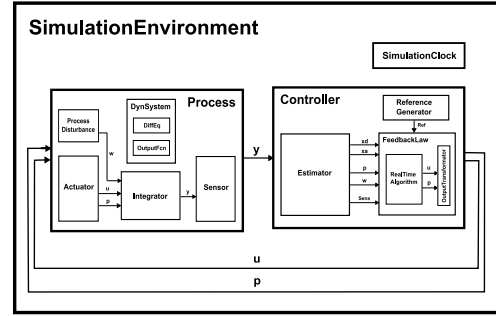 SimulationEnvironment
SimulationClock
Process
Process
Disturbance
DynSystem
DiffEq
OutputFcn
w
Actuator
u
p
Integrator
y
Sensor
y
Controller
Reference
Generator
Ref
Estimator
xd
xa
p
w
Sens
FeedbackLaw
RealTime
Algorithm
u
p
OutputTransformator
u
p